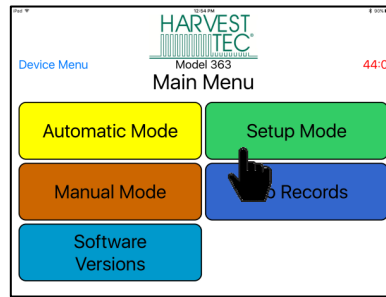 iPad
12:54 PM
90%
HARVEST
TEC
Device Menu
Model 363
44:0
Main Menu
Automatic Mode
Setup Mode
Manual Mode
Records
Software
Versions